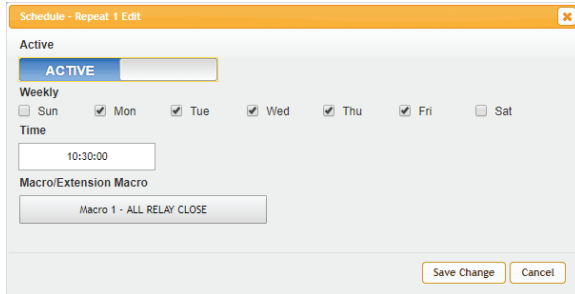 Schedule - Repeat 1 Edit
Active
ACTIVE
Weekly
Sun Mon Tue Wed Thu Fri Sat
Time
10:30:00
Macro/Extension Macro
Macro 1 - ALL RELAY CLOSE
Save Change Cancel